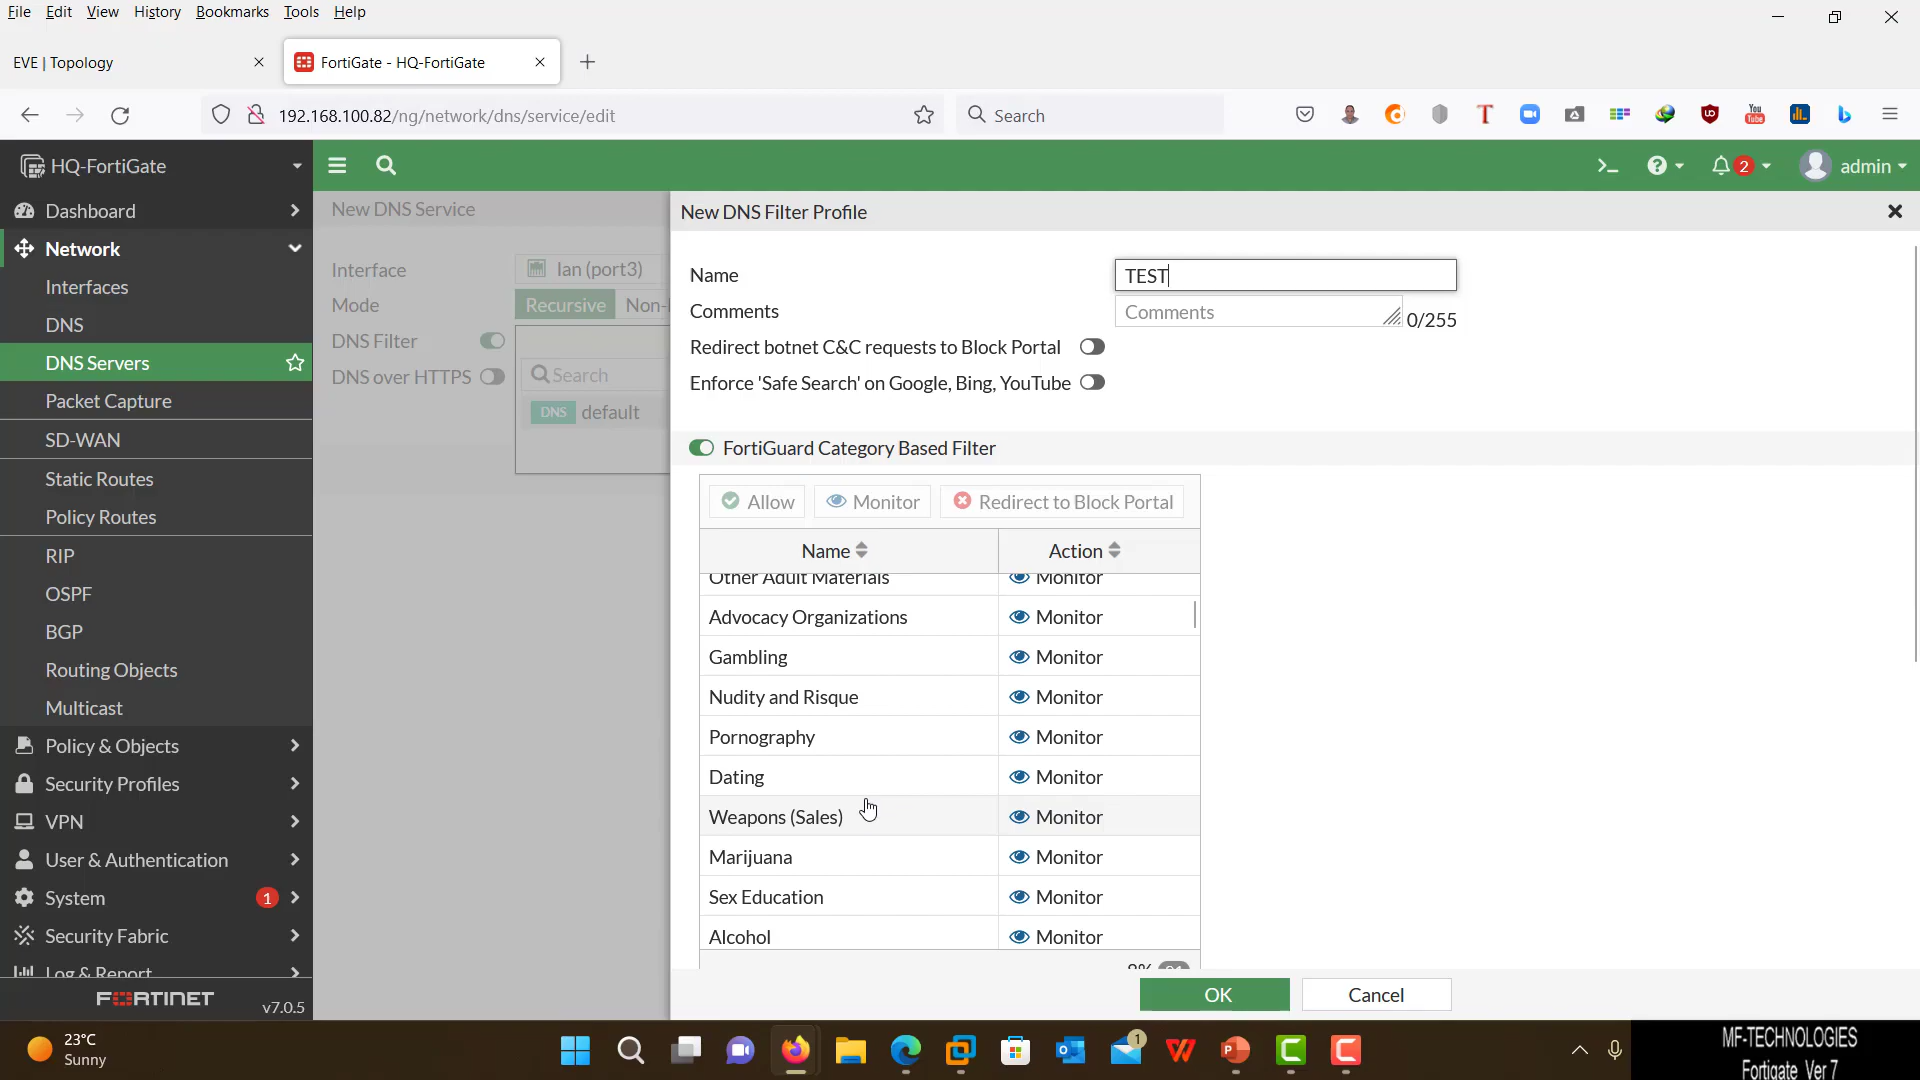 File Edit View History Bookmarks Tools Help
EVE | Topology
FortiGate - HQ-FortiGate
192.168.100.82/ng/network/dns/service/edit
Search
HQ-FortiGate
2
admin
Dashboard
Network
Interfaces
DNS
DNS Servers
Packet Capture
SD-WAN
Static Routes
Policy Routes
RIP
OSPF
BGP
Routing Objects
Multicast
Policy & Objects
Security Profiles
VPN
User & Authentication
System 1
Security Fabric
Log & Report
FORTINET v7.0.5
New DNS Service
Interface lan (port3)
Mode Recursive
DNS Filter
DNS over HTTPS
Search
DNS default
New DNS Filter Profile
Name TEST
Comments Comments 0/255
Redirect botnet C&C requests to Block Portal
Enforce 'Safe Search' on Google, Bing, YouTube
FortiGuard Category Based Filter
Allow Monitor Redirect to Block Portal
Name Action
Other Adult Materials Monitor
Advocacy Organizations Monitor
Gambling Monitor
Nudity and Risque Monitor
Pornography Monitor
Dating Monitor
Weapons (Sales) Monitor
Marijuana Monitor
Sex Education Monitor
Alcohol Monitor
OK Cancel
23°C
Sunny
1
MF-TECHNOLOGIES
Fortigate Ver 7